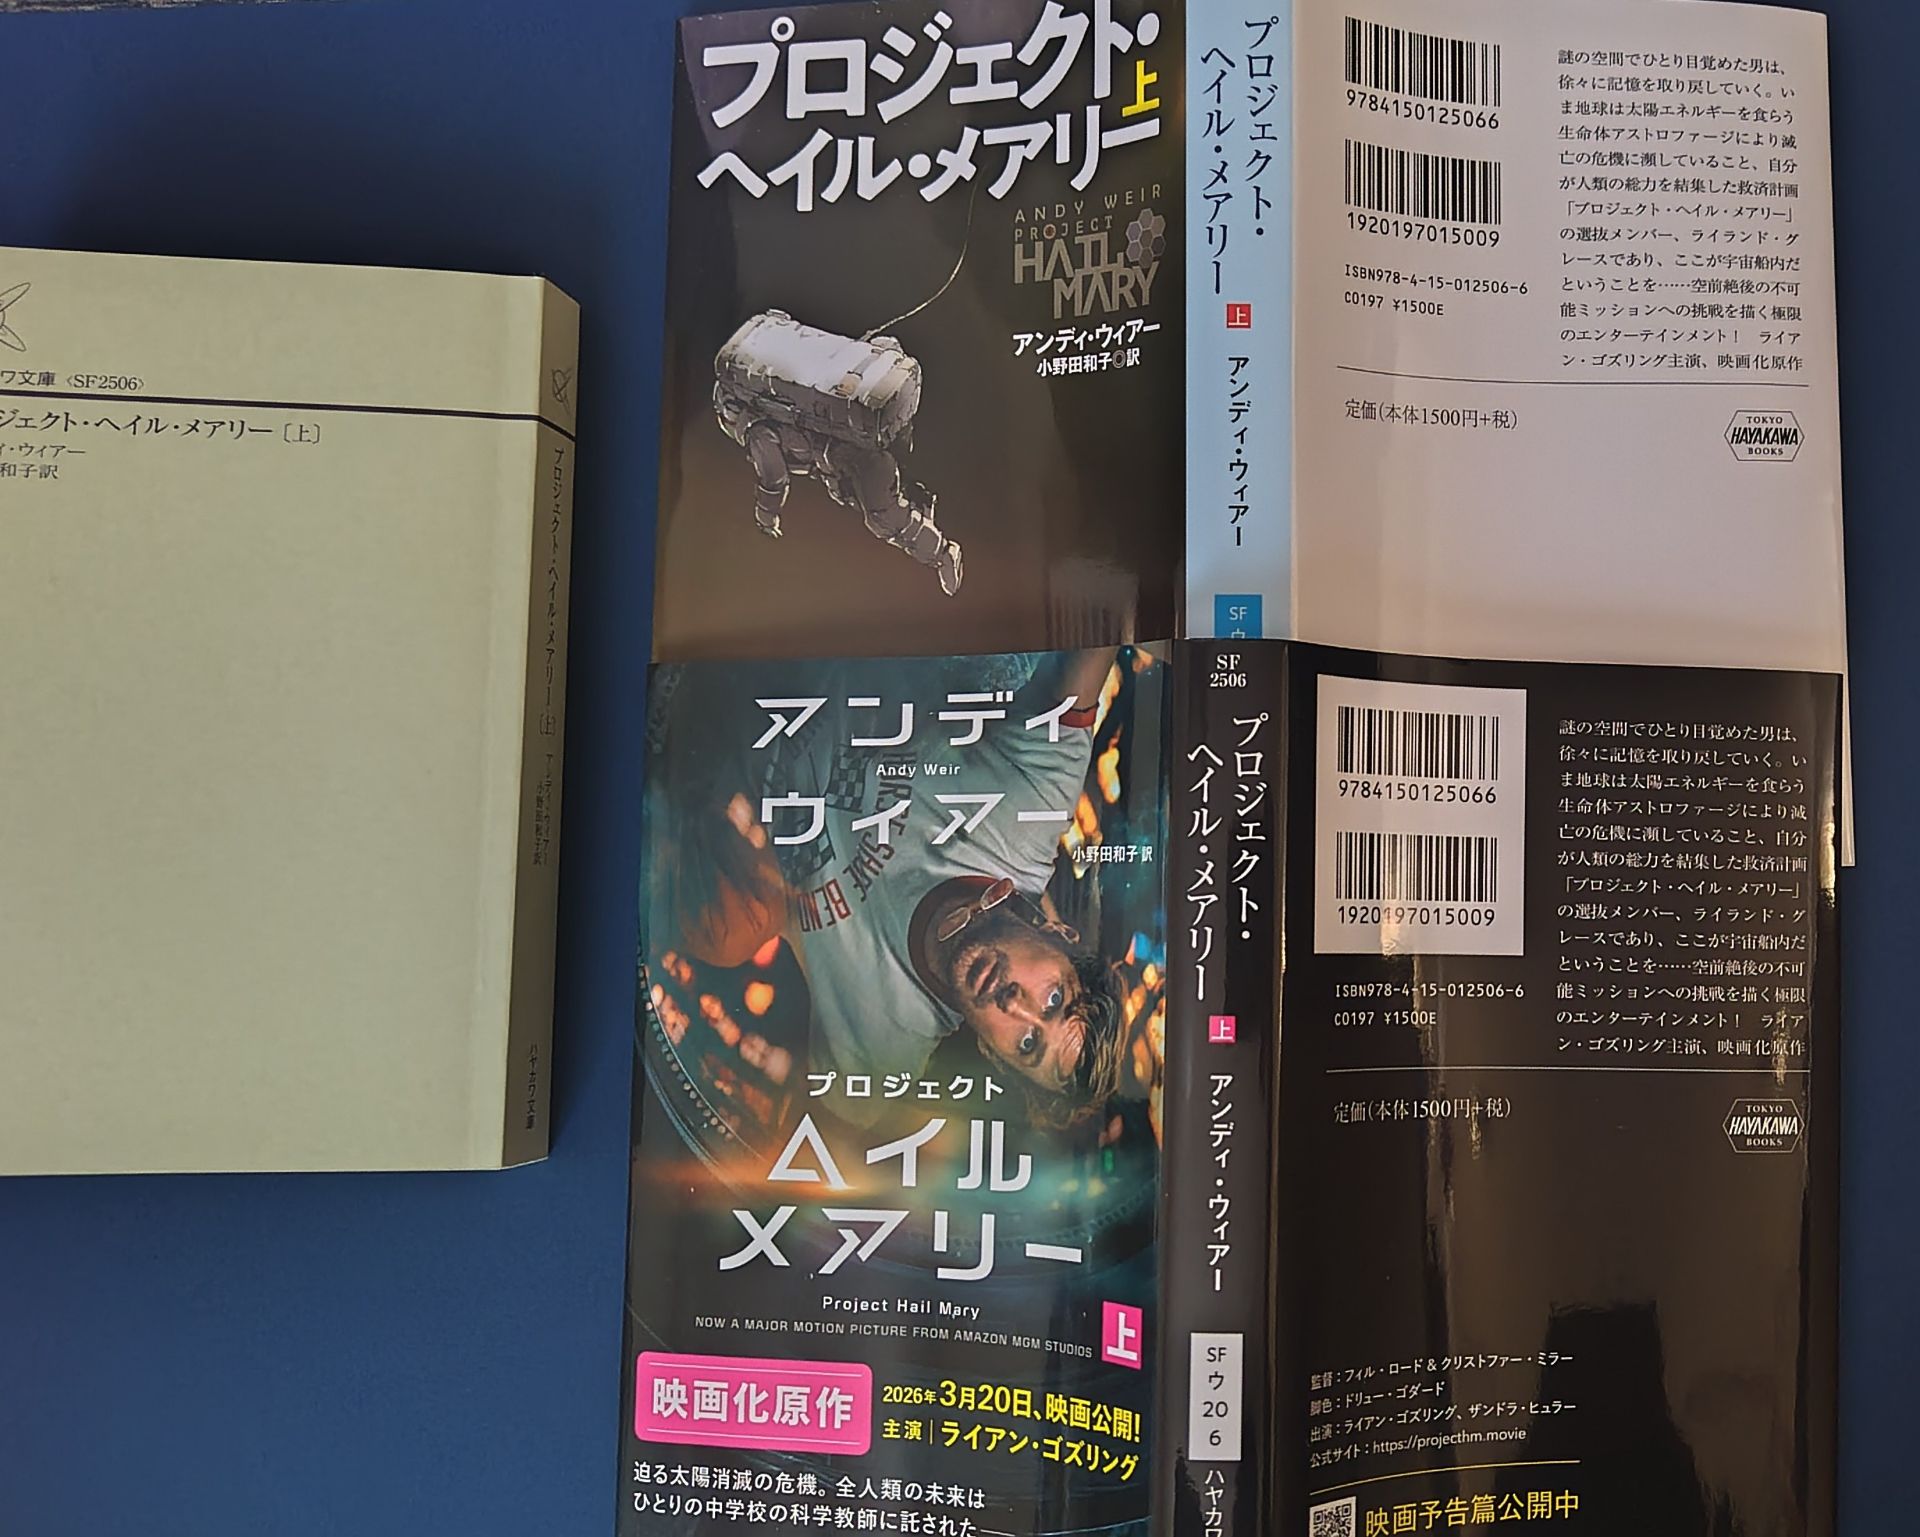 ワ文庫〈SF2506〉
ジェクト・ヘイル・メアリー〔上〕
ィ・ウィアー
和子訳
プロジェクト・ヘイル・メアリー〔上〕 アンディ・ウィアー
小野田和子訳
ハヤカワ文庫
プロジェクト・
上
ヘイル・メアリー
ANDY WEIR
PROJECT
HAIL
MARY
アンディ・ウィアー
小野田和子◎訳
プロジェクト・
ヘイル・メアリー
上
アンディ・ウィアー
SF
ウ
9784150125066
1920197015009
ISBN978-4-15-012506-6
C0197 ¥1500E
謎の空間でひとり目覚めた男は、
徐々に記憶を取り戻していく。い
ま地球は太陽エネルギーを食らう
生命体アストロファージにより滅
亡の危機に瀕していること、自分
が人類の総力を結集した救済計画
「プロジェクト・ヘイル・メアリー」
の選抜メンバー、ライランド・グ
レースであり、ここが宇宙船内だ
ということを……空前絶後の不可
能ミッションへの挑戦を描く極限
のエンターテインメント！ ライア
ン・ゴズリング主演、映画化原作
定価(本体1500円+税)
TOKYO
HAYAKAWA
BOOKS
アンディ
Andy Weir
ウィアー
小野田和子 訳
プロジェクト
ヘイル
メアリー
Project Hail Mary
NOW A MAJOR MOTION PICTURE FROM AMAZON MGM STUDIOS
上
映画化原作
2026年3月20日、映画公開!
主演｜ライアン・ゴズリング
迫る太陽消滅の危機。全人類の未来は
ひとりの中学校の科学教師に託された――
SF
2506
プロジェクト・
ヘイル・メアリー
上
アンディ・ウィアー
SF
ウ
20
6
ハヤカワ
9784150125066
1920197015009
ISBN978-4-15-012506-6
C0197 ¥1500E
謎の空間でひとり目覚めた男は、
徐々に記憶を取り戻していく。い
ま地球は太陽エネルギーを食らう
生命体アストロファージにより滅
亡の危機に瀕していること、自分
が人類の総力を結集した救済計画
「プロジェクト・ヘイル・メアリー」
の選抜メンバー、ライランド・グ
レースであり、ここが宇宙船内だ
ということを……空前絶後の不可
能ミッションへの挑戦を描く極限
のエンターテインメント！ ライア
ン・ゴズリング主演、映画化原作
定価(本体1500円+税)
TOKYO
HAYAKAWA
BOOKS
監督：フィル・ロード & クリストファー・ミラー
脚色：ドリュー・ゴダード
出演：ライアン・ゴズリング、サンドラ・ヒュラー
公式サイト：https://projecthm.movie
映画予告篇公開中